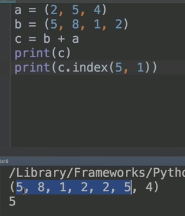 a = (2, 5, 4)
b = (5, 8, 1, 2)
c = b + a
print(c)
print(c.index(5, 1))
/Library/Frameworks/Pytho
(5, 8, 1, 2, 2, 5, 4)
5